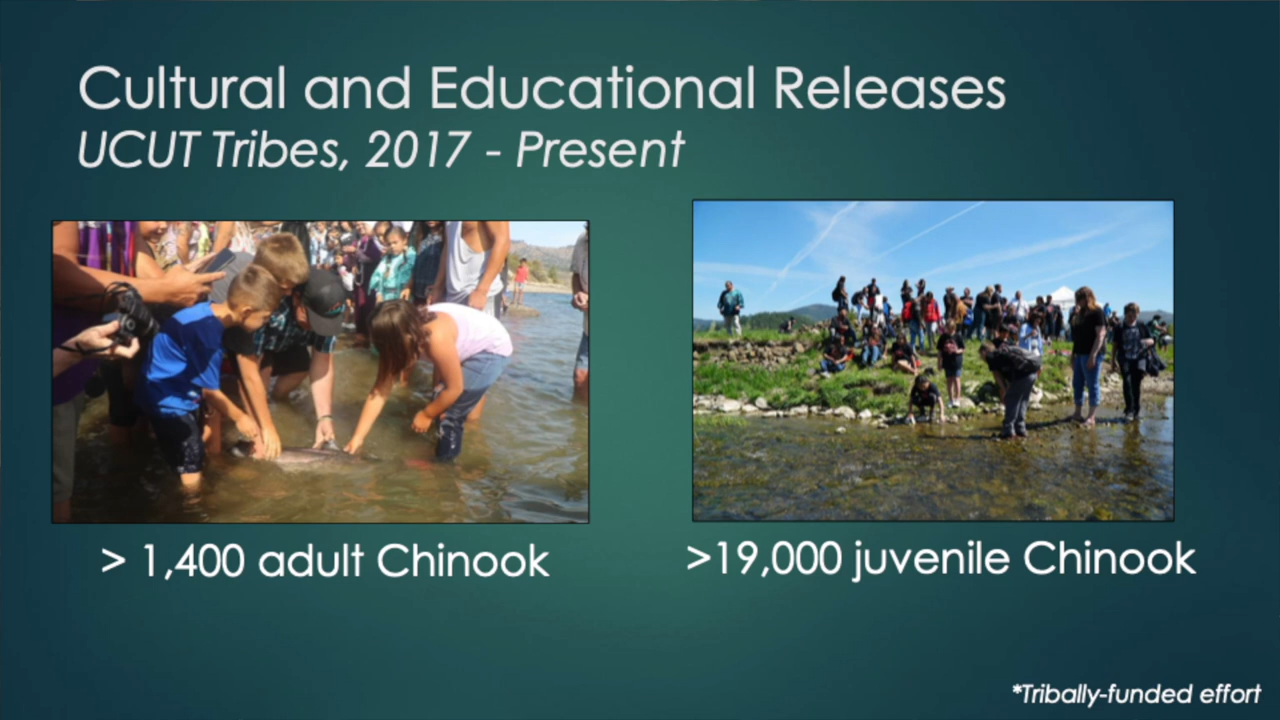 Cultural and Educational Releases
UCUT Tribes, 2017 - Present
> 1,400 adult Chinook
>19,000 juvenile Chinook
*Tribally-funded effort